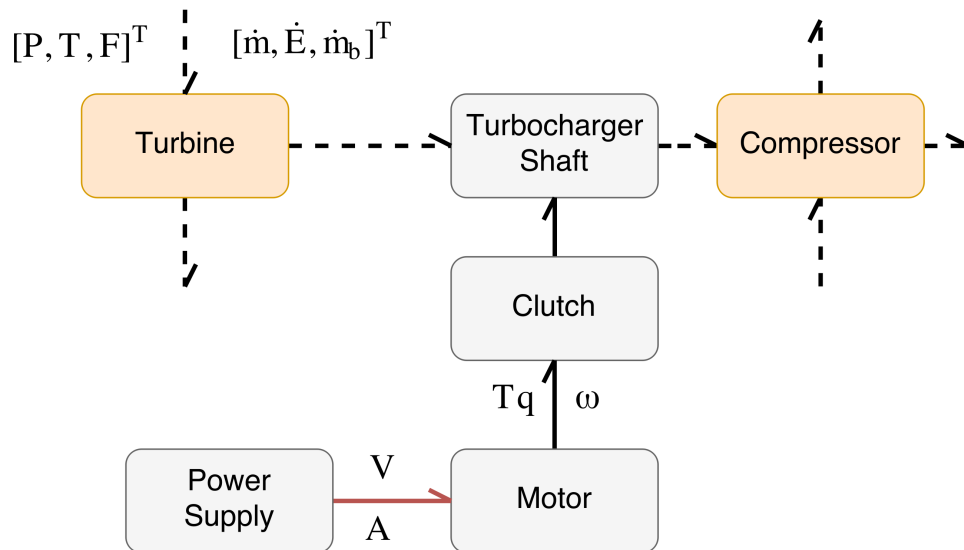 [P, T, F]ᵀ [ṁ, Ė, ṁ_b]ᵀ
Turbine
Turbocharger
Shaft
Compressor
Clutch
Tq ω
Power
Supply
V
A
Motor